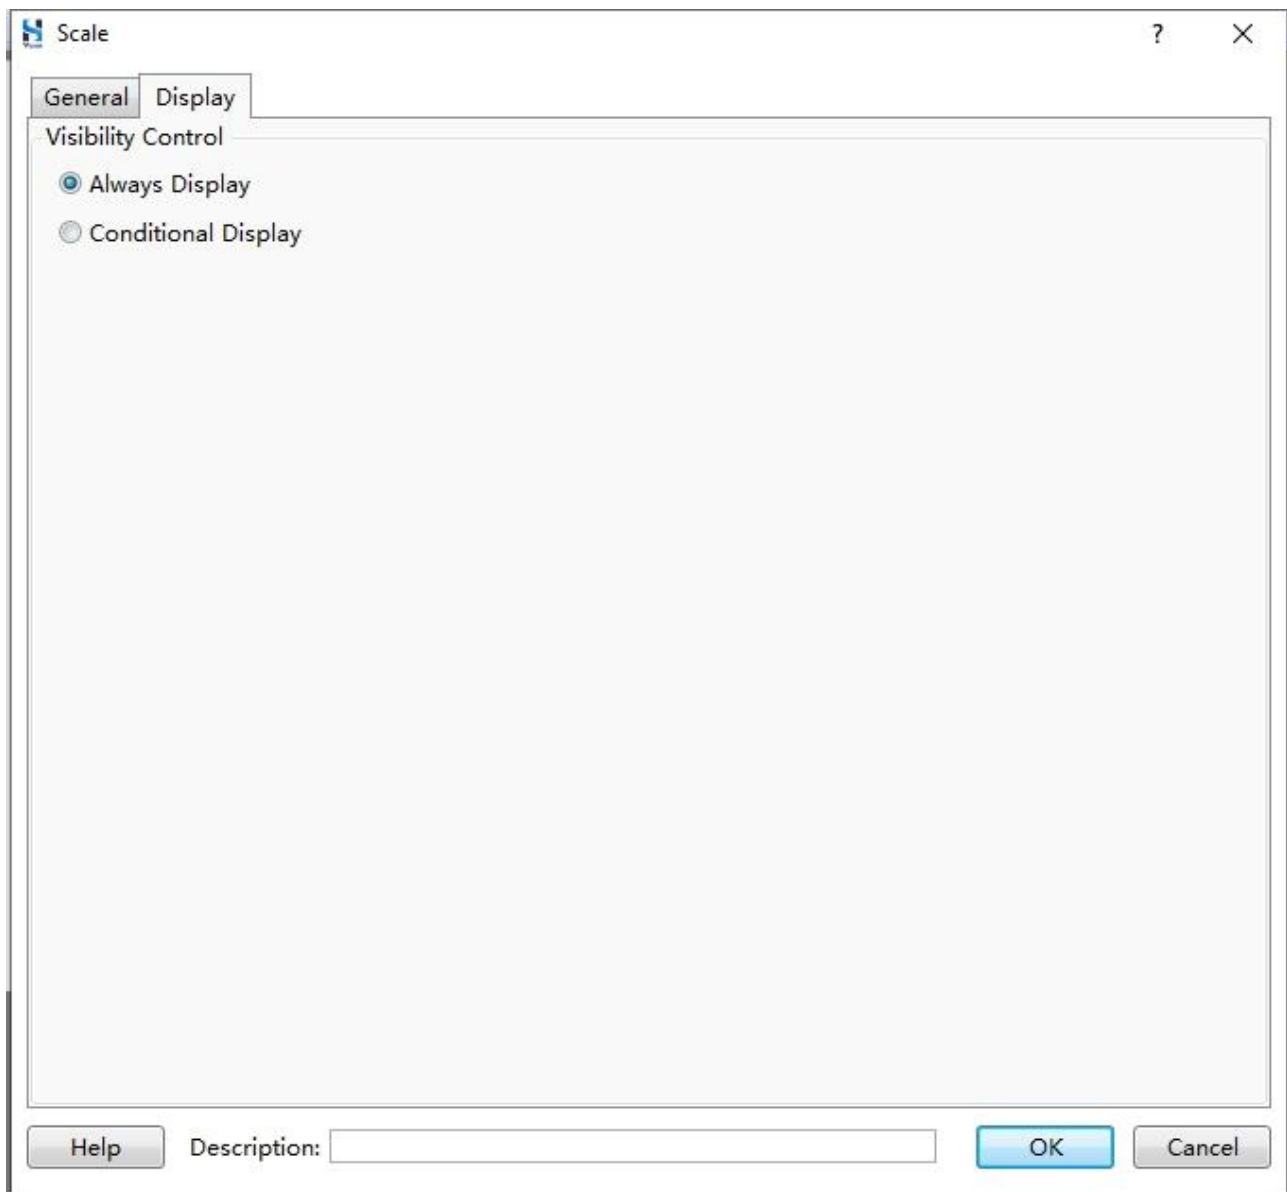 Scale ?
General Display
Visibility Control
Always Display
Conditional Display
Help Description: OK Cancel